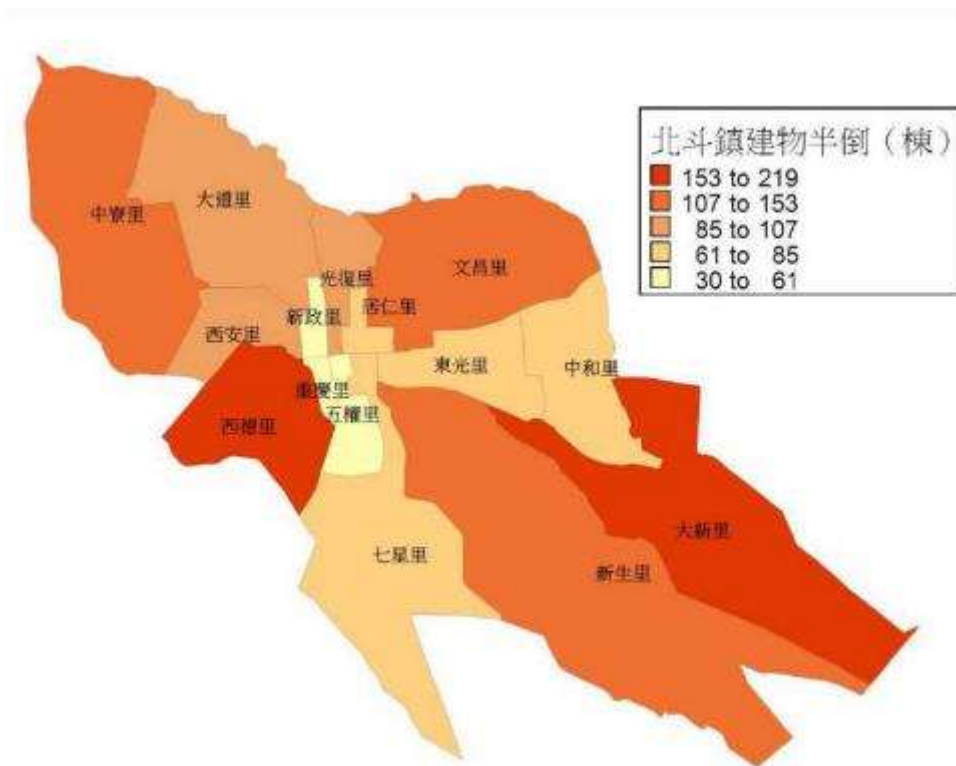 北斗鎮建物半倒（棟）
153 to 219
107 to 153
85 to 107
61 to 85
30 to 61
中寮里
大道里
光復里
文昌里
居仁里
新政里
西安里
東光里
中和里
重慶里
五權里
西德里
大新里
七星里
新生里